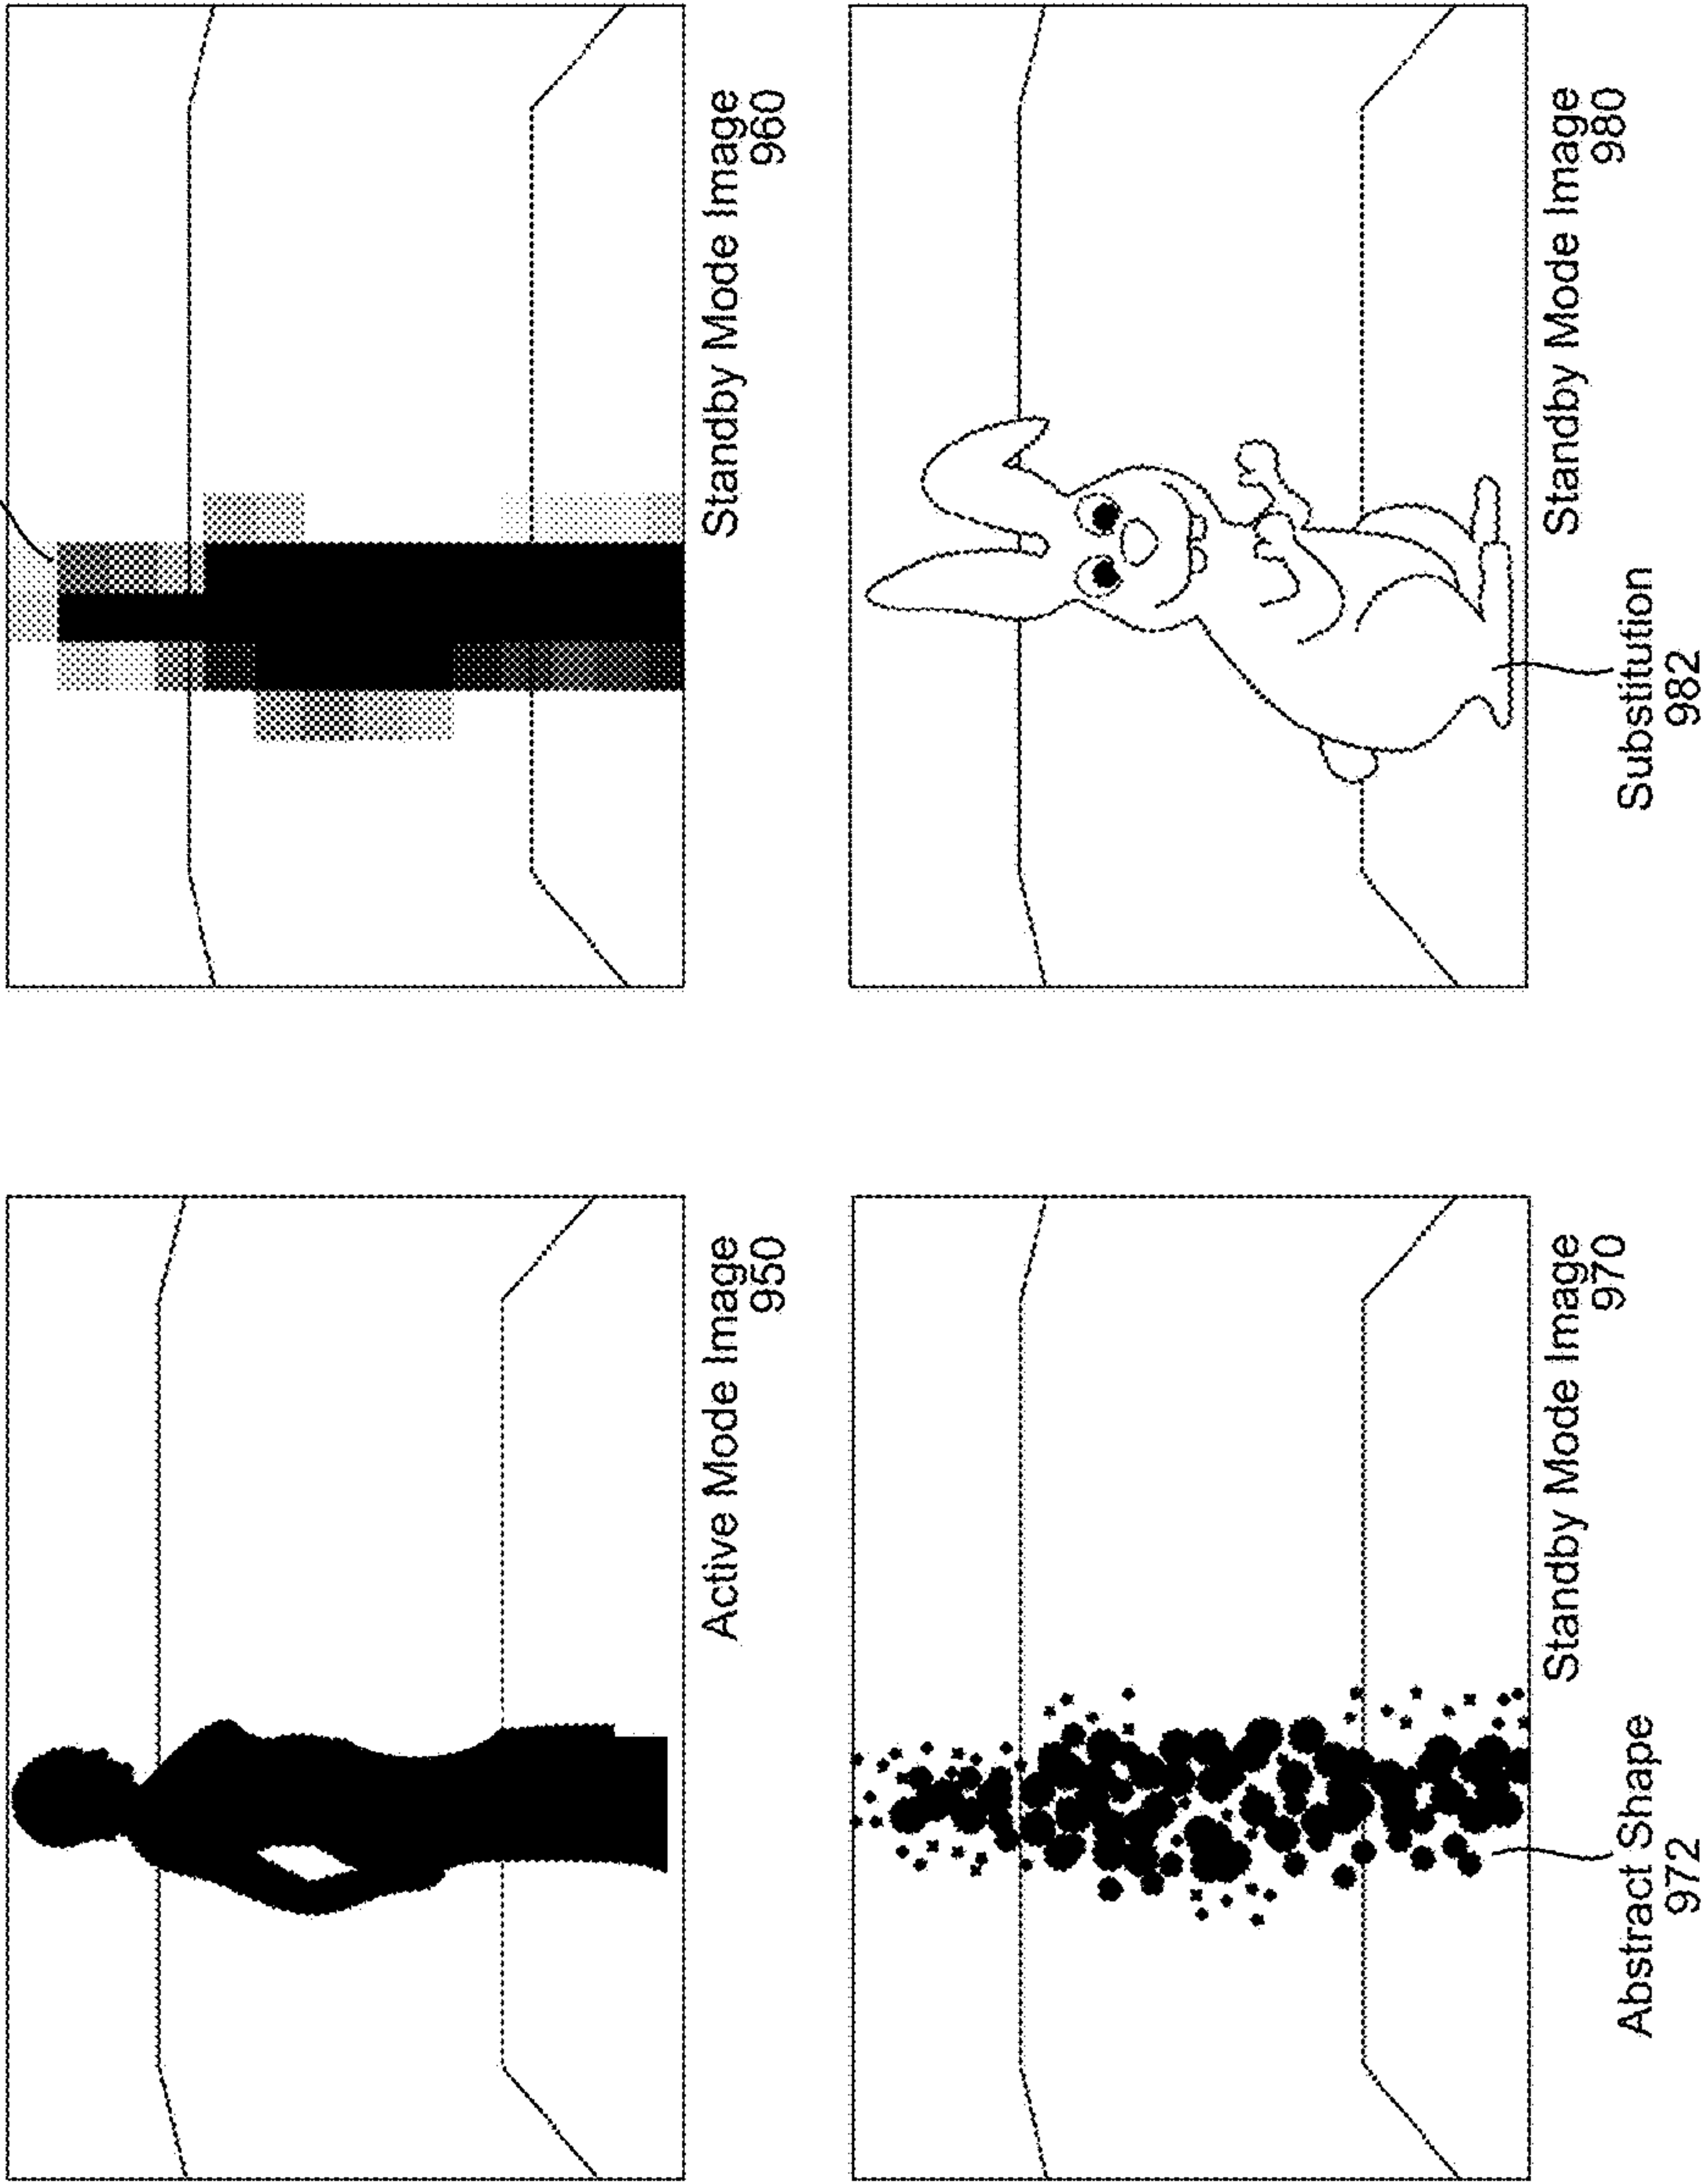 Active Mode Image
950
Standby Mode Image
960
Standby Mode Image
970
Abstract Shape
972
Standby Mode Image
980
Substitution
982